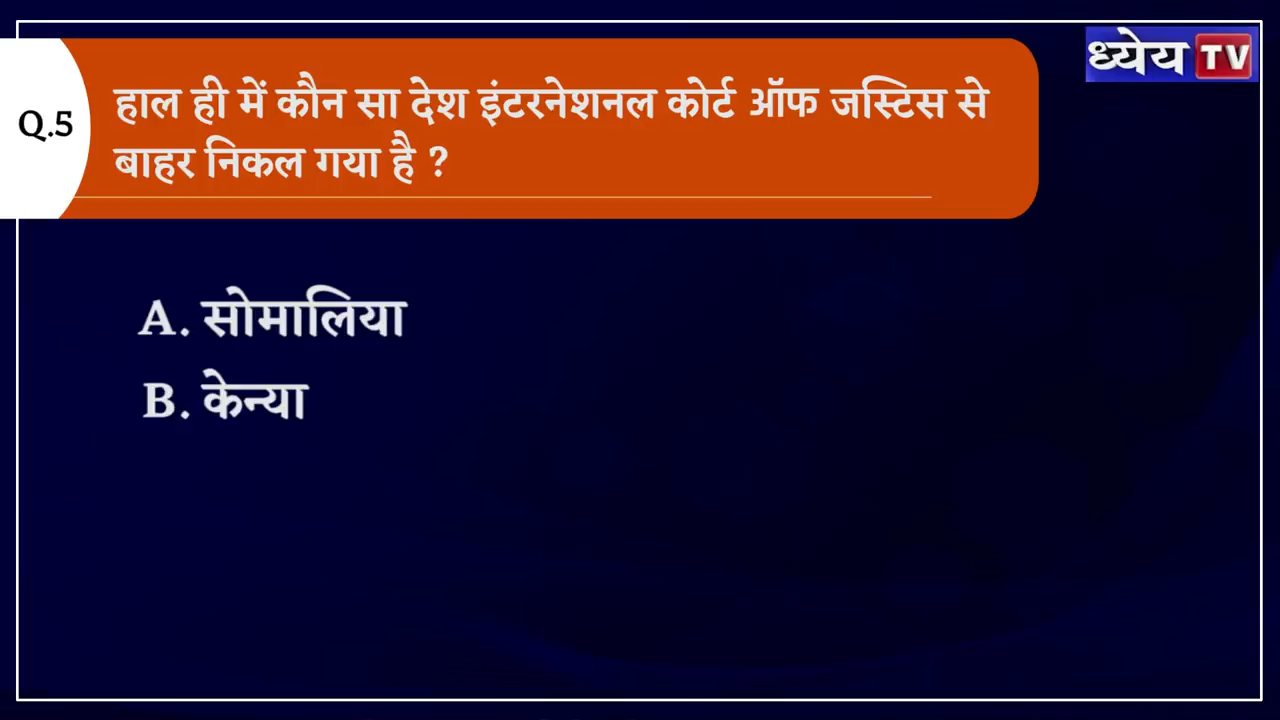 ध्येय TV
Q.5
हाल ही में कौन सा देश इंटरनेशनल कोर्ट ऑफ जस्टिस से
बाहर निकल गया है ?
A. सोमालिया
B. केन्या